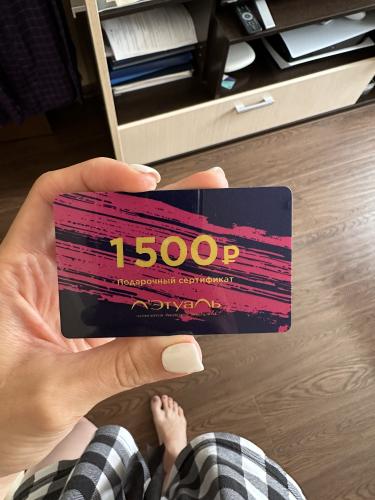 1500₽
Подарочный сертификат
Л'Этуаль